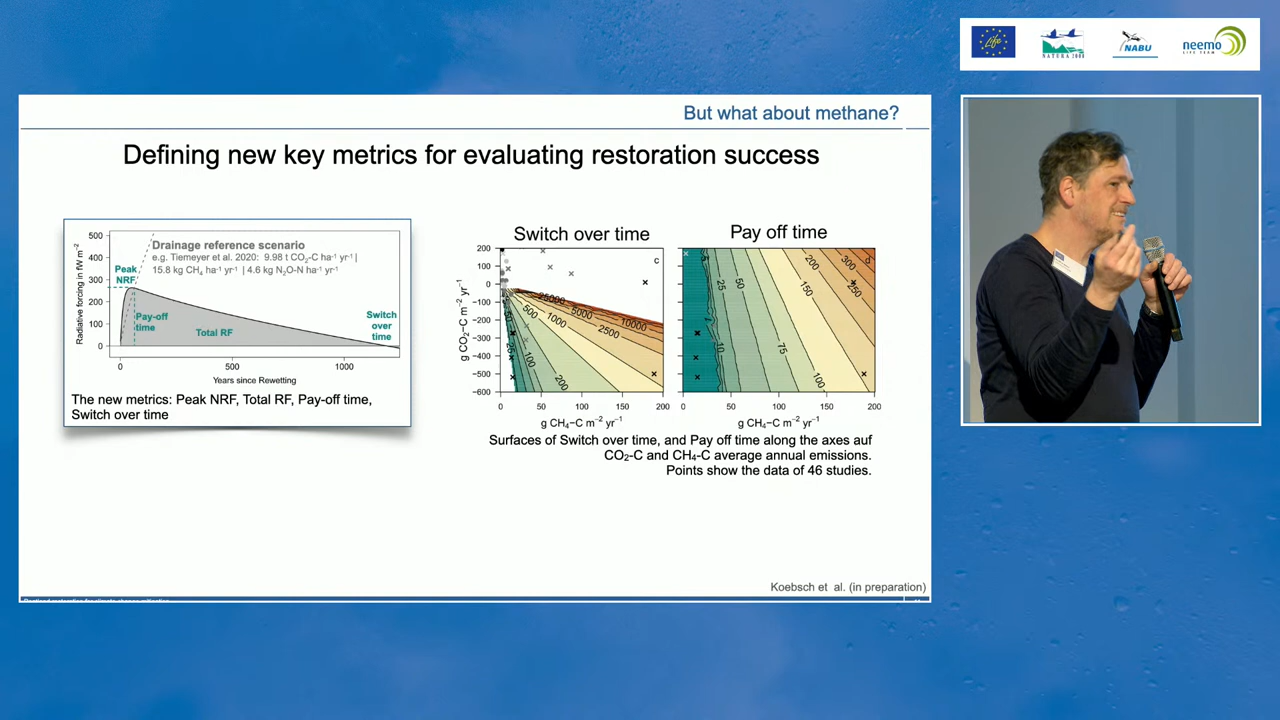 Life
NATURA 2000
NABU
neemo
LIFE TEAM
But what about methane?
Defining new key metrics for evaluating restoration success
500
400
300
200
100
0
Radiative forcing in fW m⁻²
Drainage reference scenario
e.g. Tiemeyer et al. 2020: 9.98 t CO₂-C ha⁻¹ yr⁻¹ |
15.8 kg CH₄ ha⁻¹ yr⁻¹ | 4.6 kg N₂O-N ha⁻¹ yr⁻¹
Peak
NRF
Pay-off
time
Total RF
Switch
over
time
0
500
1000
Years since Rewetting
The new metrics: Peak NRF, Total RF, Pay-off time,
Switch over time
Switch over time
200
100
0
−100
−200
−300
−400
−500
−600
g CO₂−C m⁻² yr⁻¹
c
25000
5000
10000
500
1000
2500
50
25
100
200
0
50
100
150
200
g CH₄−C m⁻² yr⁻¹
Pay off time
d
300
200
250
25
50
150
10
75
100
0
50
100
150
200
g CH₄−C m⁻² yr⁻¹
Surfaces of Switch over time, and Pay off time along the axes auf
CO₂-C and CH₄-C average annual emissions.
Points show the data of 46 studies.
Koebsch et al. (in preparation)